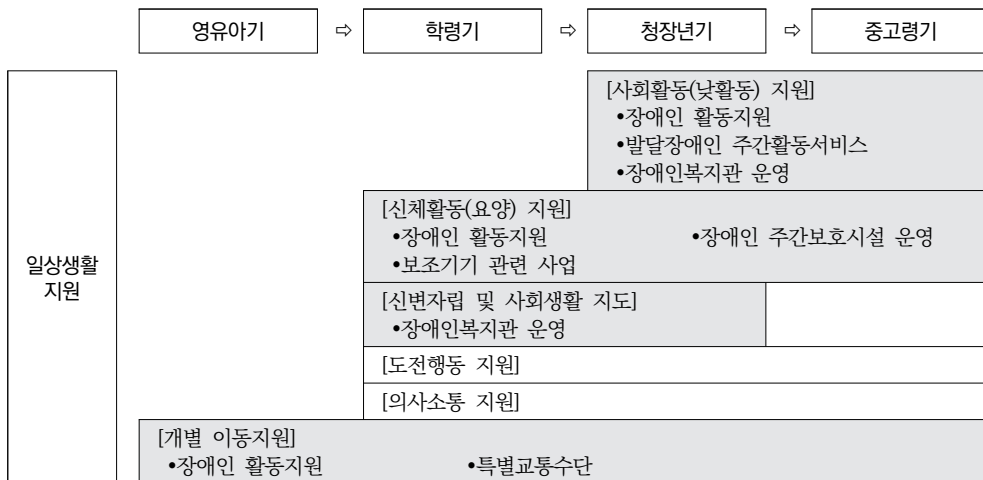 영유아기 ⇨ 학령기 ⇨ 청장년기 ⇨ 중고령기
[사회활동(낮활동) 지원]
•장애인 활동지원
•발달장애인 주간활동서비스
•장애인복지관 운영
[신체활동(요양) 지원]
•장애인 활동지원 •장애인 주간보호시설 운영
•보조기기 관련 사업
일상생활
지원
[신변자립 및 사회생활 지도]
•장애인복지관 운영
[도전행동 지원]
[의사소통 지원]
[개별 이동지원]
•장애인 활동지원 •특별교통수단